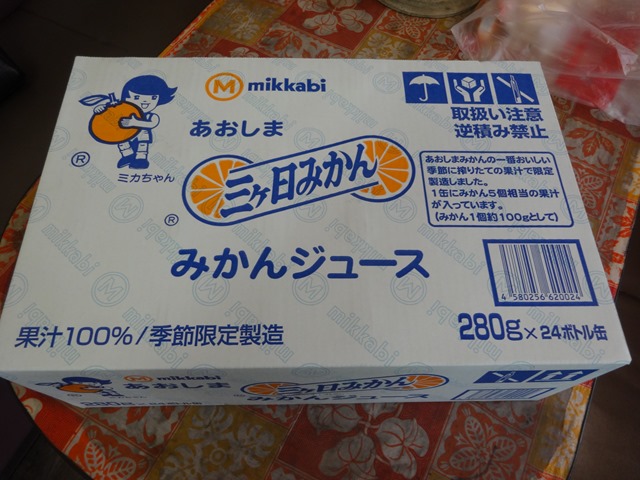 mikkabi
あおしま
三ヶ日みかん
ミカちゃん
みかんジュース
果汁100%/季節限定製造
取扱い注意
逆積み禁止
あおしまみかんの一番おいしい
季節に搾りたての果汁で限定
製造しました。
1缶にみかん5個相当の果汁
が入っています。
(みかん1個約100gとして)
4 580256 620024
280g×24ボトル缶
mikkabi
あおしま
三ヶ日みかん
みかんジュース